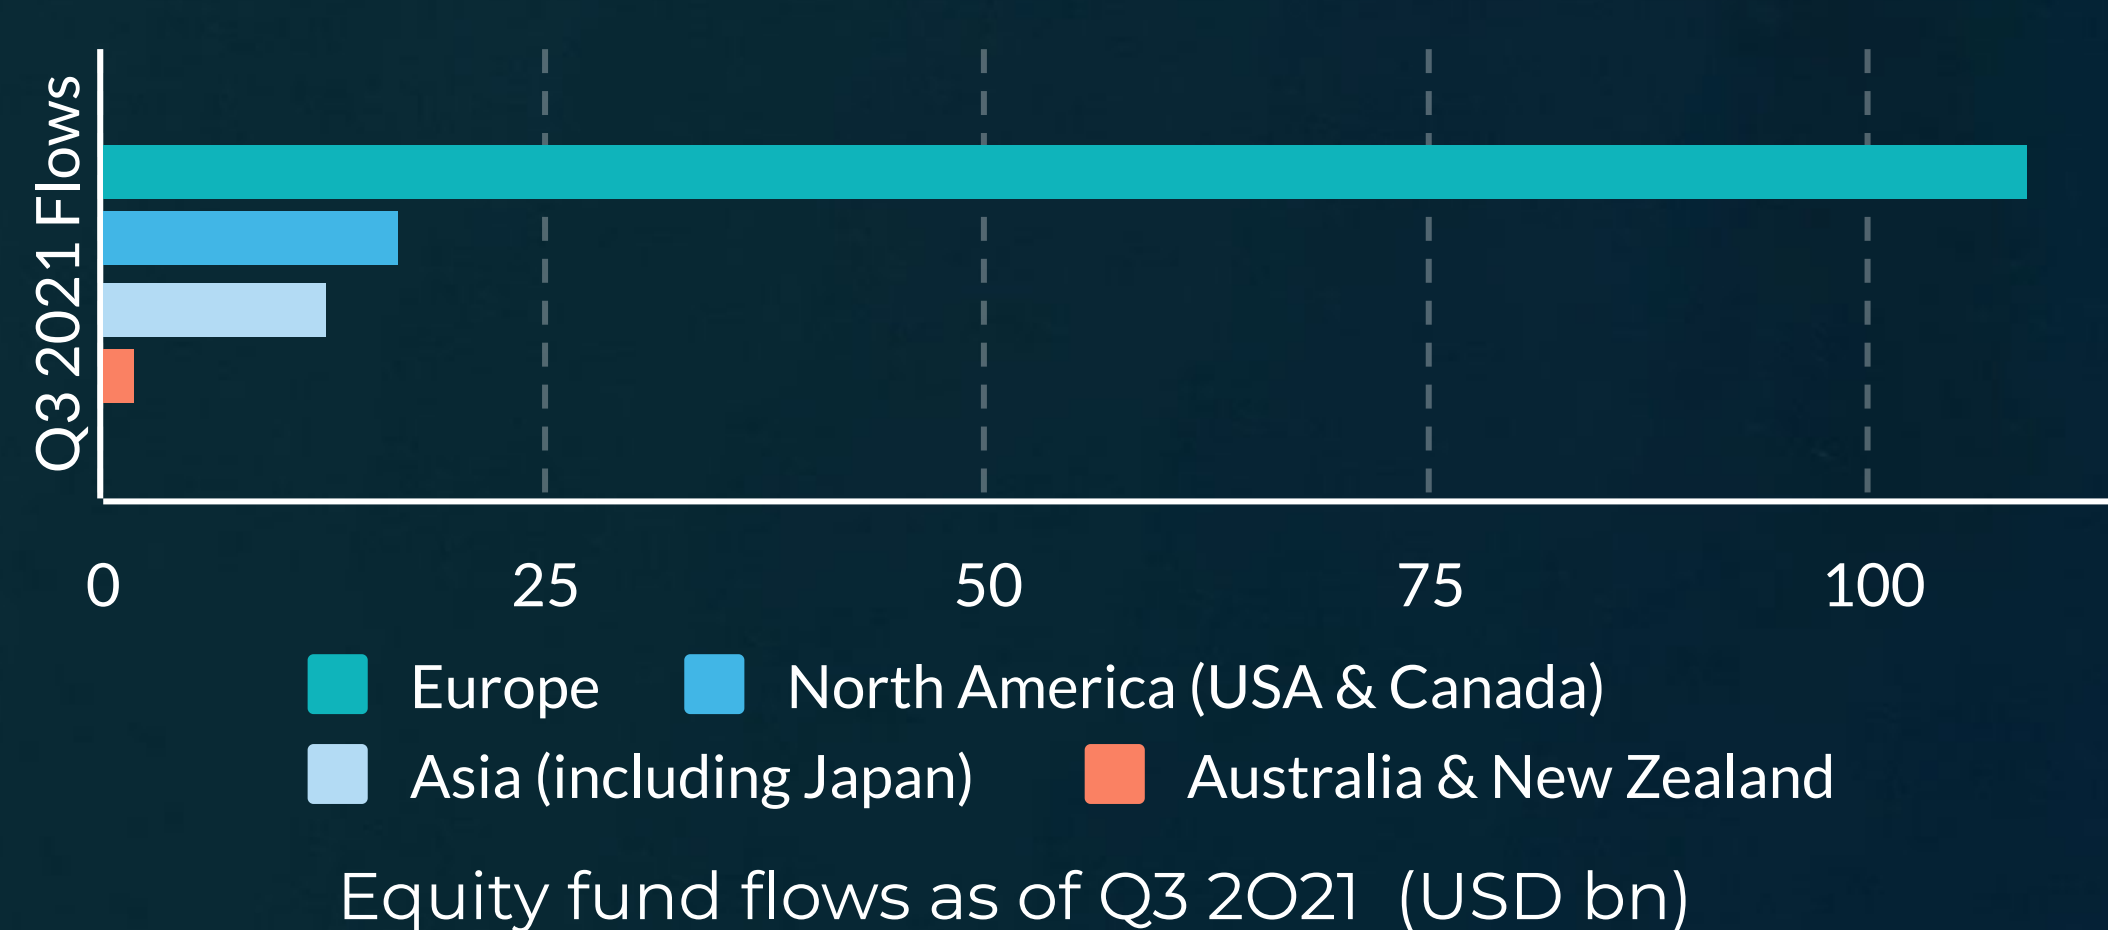 Q3 2021 Flows
0 25 50 75 100
Europe North America (USA & Canada)
Asia (including Japan) Australia & New Zealand
Equity fund flows as of Q3 2021 (USD bn)